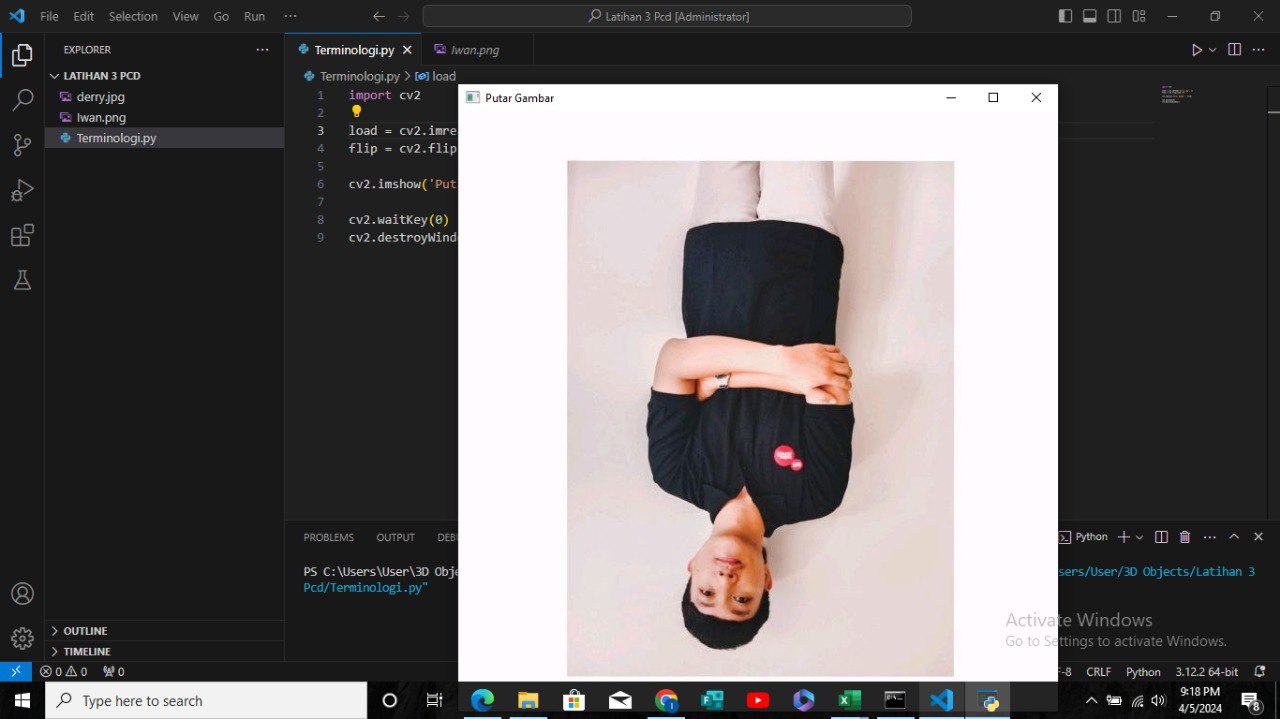 File Edit Selection View Go Run ···
Latihan 3 Pcd [Administrator]
EXPLORER
LATIHAN 3 PCD
derry.jpg
Iwan.png
Terminologi.py
OUTLINE
TIMELINE
Terminologi.py
Iwan.png
Terminologi.py > load
1 import cv2
2
3 load = cv2.imre
4 flip = cv2.flip
5
6 cv2.imshow('Put
7
8 cv2.waitKey(0)
9 cv2.destroyWind
Putar Gambar
PROBLEMS OUTPUT DEB
Python
PS C:\Users\User\3D Obje
sers/User/3D Objects/Latihan 3
Pcd/Terminologi.py"
Activate Windows
Go to Settings to activate Windows.
0 0 0
F-8 CRLF Python 3.12.2 64-bit
Type here to search
9:18 PM
4/5/2024
8